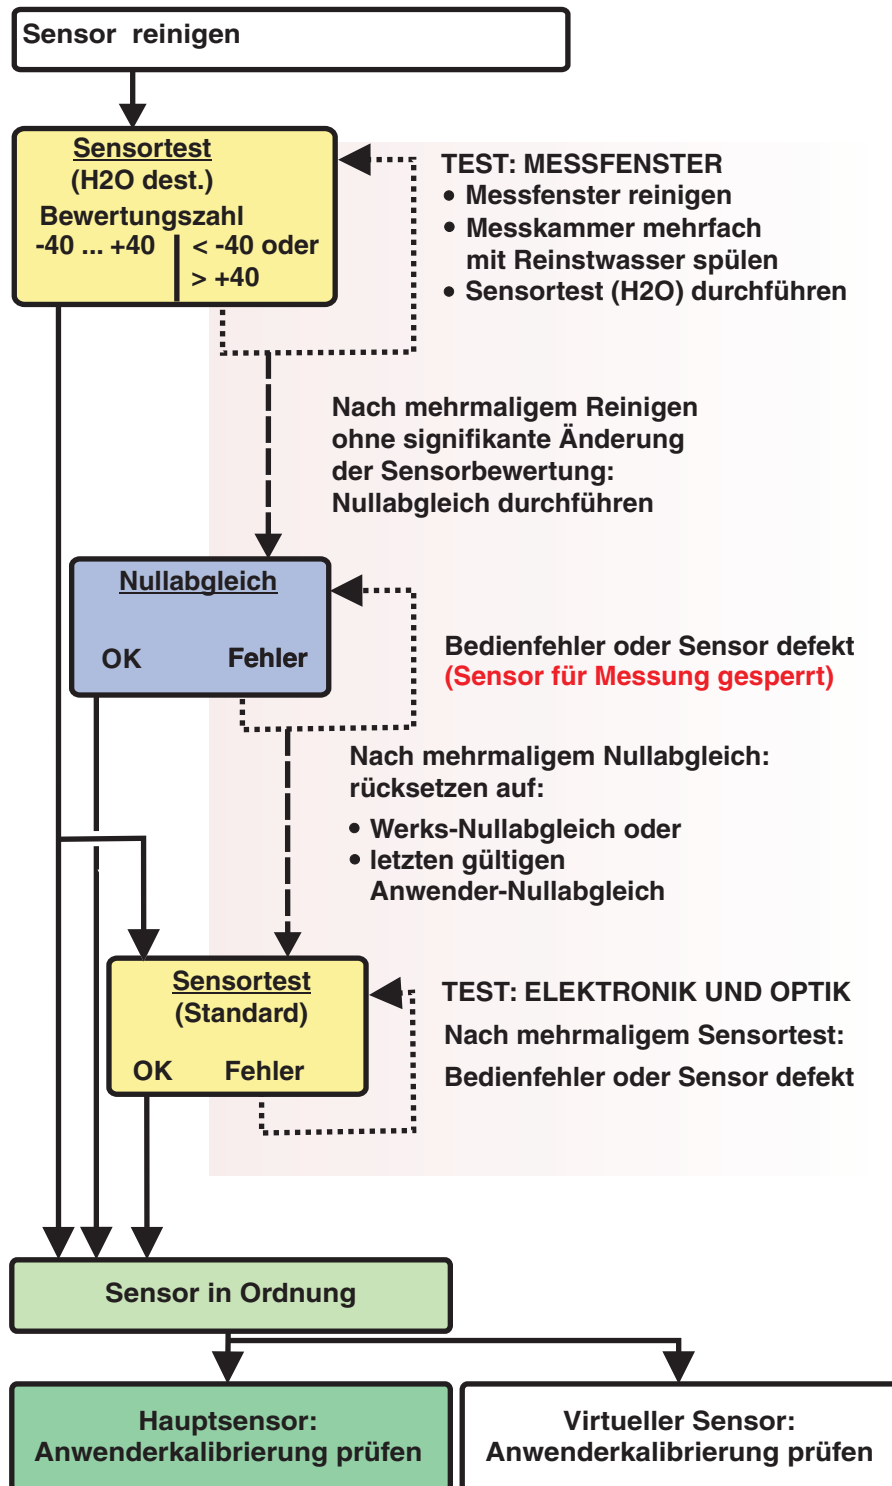 Sensor reinigen
Sensortest
(H2O dest.)
Bewertungszahl
-40 ... +40
< -40 oder
> +40
TEST: MESSFENSTER
• Messfenster reinigen
• Messkammer mehrfach
mit Reinstwasser spülen
• Sensortest (H2O) durchführen
Nach mehrmaligem Reinigen
ohne signifikante Änderung
der Sensorbewertung:
Nullabgleich durchführen
Nullabgleich
OK Fehler
Bedienfehler oder Sensor defekt
(Sensor für Messung gesperrt)
Nach mehrmaligem Nullabgleich:
rücksetzen auf:
• Werks-Nullabgleich oder
• letzten gültigen
Anwender-Nullabgleich
Sensortest
(Standard)
OK Fehler
TEST: ELEKTRONIK UND OPTIK
Nach mehrmaligem Sensortest:
Bedienfehler oder Sensor defekt
Sensor in Ordnung
Hauptsensor:
Anwenderkalibrierung prüfen
Virtueller Sensor:
Anwenderkalibrierung prüfen